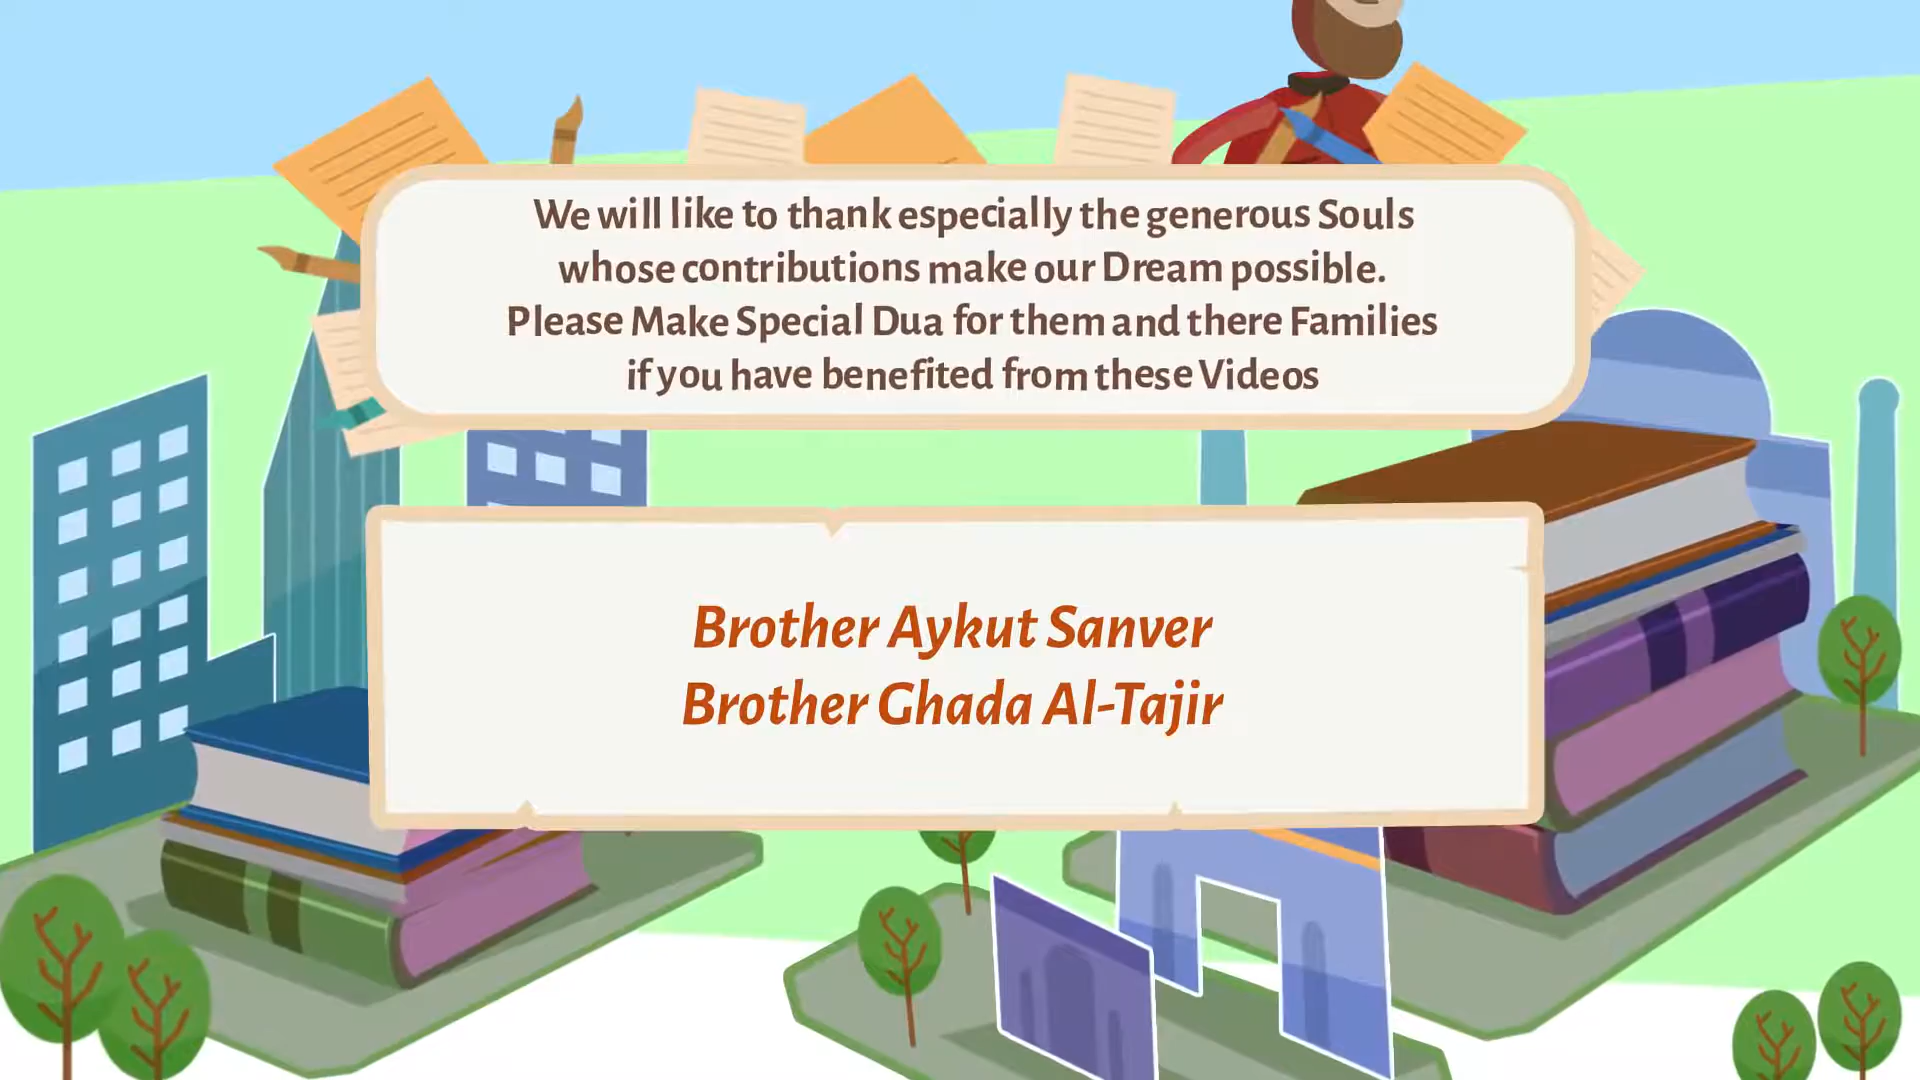 We will like to thank especially the generous Souls
whose contributions make our Dream possible.
Please Make Special Dua for them and there Families
if you have benefited from these Videos
Brother Aykut Sanver
Brother Ghada Al-Tajir